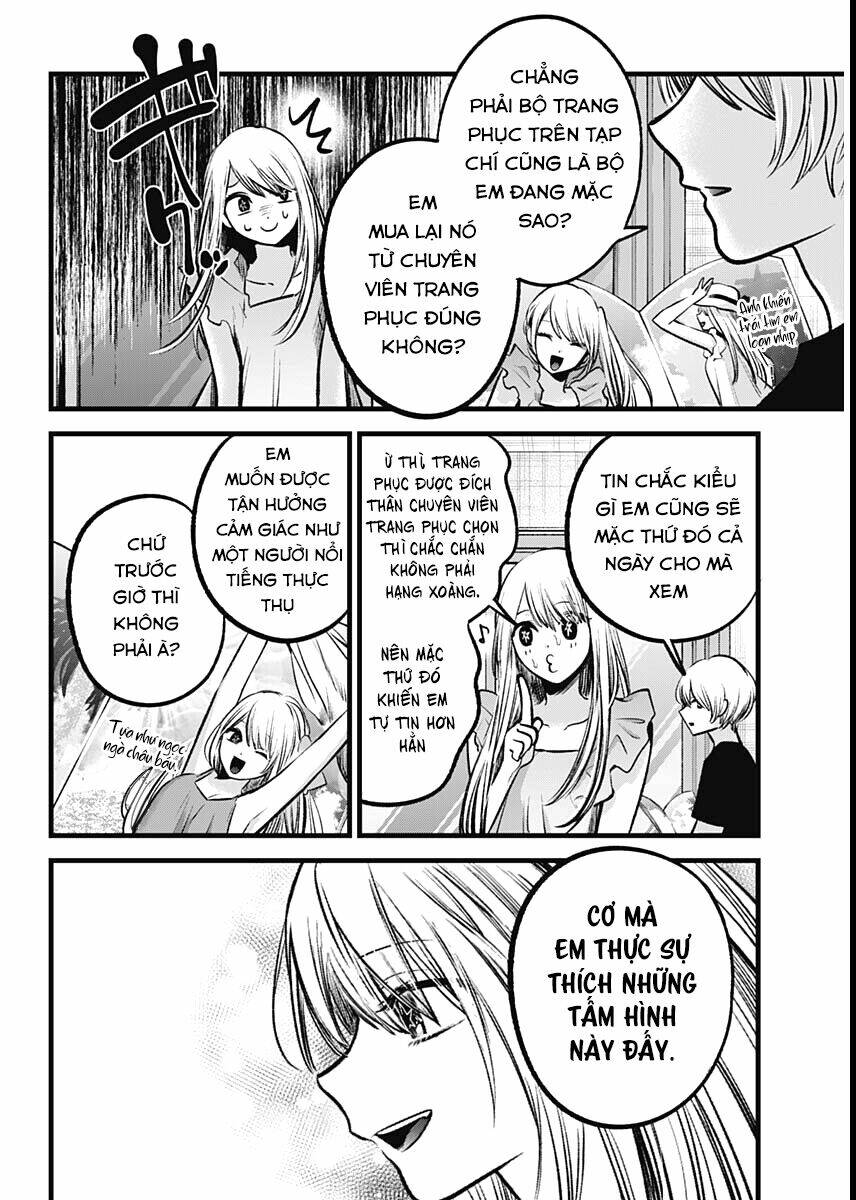 CHẲNG
PHẢI BỘ TRANG
PHỤC TRÊN TẠP
CHÍ CŨNG LÀ BỘ
EM ĐANG MẶC
SAO?
EM
MUA LẠI NÓ
TỪ CHUYÊN
VIÊN TRANG
PHỤC ĐÚNG
KHÔNG?
Anh khiến
trái tim em
loạn nhịp
ギクッ
TIN CHẮC KIỂU
GÌ EM CŨNG SẼ
MẶC THỨ ĐÓ CẢ
NGÀY CHO MÀ
XEM
Ừ THÌ, TRANG
PHỤC ĐƯỢC ĐÍCH
THÂN CHUYÊN VIÊN
TRANG PHỤC CHỌN
THÌ CHẮC CHẮN
KHÔNG PHẢI
HẠNG XOÀNG.
NÊN MẶC
THỨ ĐÓ
KHIẾN EM
TỰ TIN HƠN
HẲN
EM
MUỐN ĐƯỢC
TẬN HƯỞNG
CẢM GIÁC NHƯ
MỘT NGƯỜI NỔI
TIẾNG THỰC
THỤ
CHỨ
TRƯỚC
GIỜ THÌ
KHÔNG
PHẢI À?
Tựa như ngọc
ngà châu báu
CƠ MÀ
EM THỰC SỰ
THÍCH NHỮNG
TẤM HÌNH
NÀY ĐẤY.